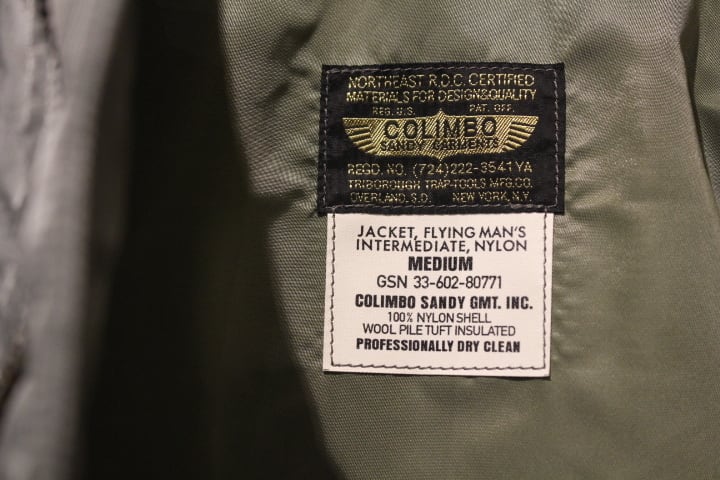 NORTHEAST R.D.C. CERTIFIED
MATERIALS FOR DESIGN&QUALITY
REG. U.S. PAT. OFF.
COLIMBO
SANDY GARMENTS
REGD. NO. (724)222-3541YA
TRIBOROUGH TRAP-TOOLS MFG.CO.
OVERLAND, S.D. NEW YORK, N.Y.
JACKET, FLYING MAN'S
INTERMEDIATE, NYLON
MEDIUM
GSN 33-602-80771
COLIMBO SANDY GMT. INC.
100% NYLON SHELL
WOOL PILE TUFT INSULATED
PROFESSIONALLY DRY CLEAN